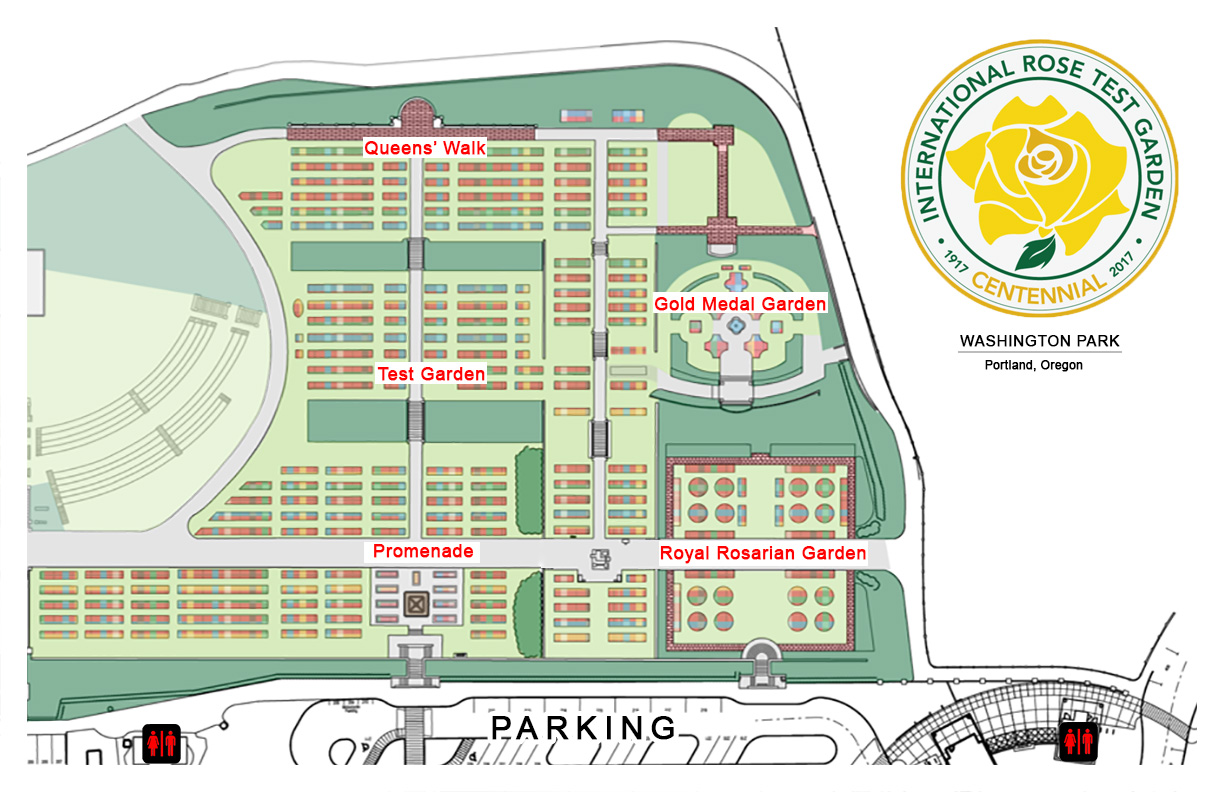 INTERNATIONAL ROSE TEST GARDEN
1917 CENTENNIAL 2017
WASHINGTON PARK
Portland, Oregon
Queens' Walk
Gold Medal Garden
Test Garden
Promenade
Royal Rosarian Garden
PARKING